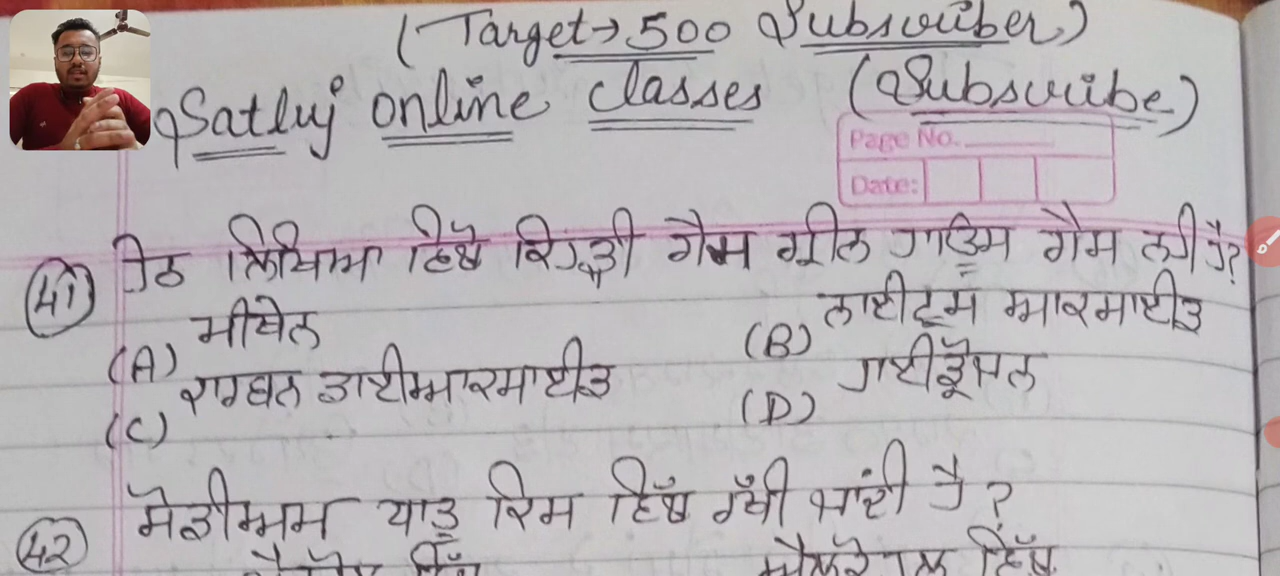 (Target→500 Subscriber)
Satluj online classes (Subscribe)
Page No.
Date:
(41) ਹੇਠ ਲਿਖਿਆ ਵਿਚੋਂ ਕਿਹੜੀ ਗੈਸ ਗ੍ਰੀਨ ਹਾਊਸ ਗੈਸ ਨਹੀ ਹੈ?
(A) ਮੀਥੇਨ (B) ਨਾਈਟ੍ਰਸ ਆਕਸਾਈਡ
(C) ਕਾਰਬਨ ਡਾਈਆਕਸਾਈਡ (D) ਹਾਈਡ੍ਰੋਜਨ
(42) ਸੋਡੀਅਮ ਧਾਤੂ ਕਿਸ ਵਿੱਚ ਰੱਖੀ ਜਾਂਦੀ ਹੈ?
ਵਿੱਚ ਵਿੱਚ